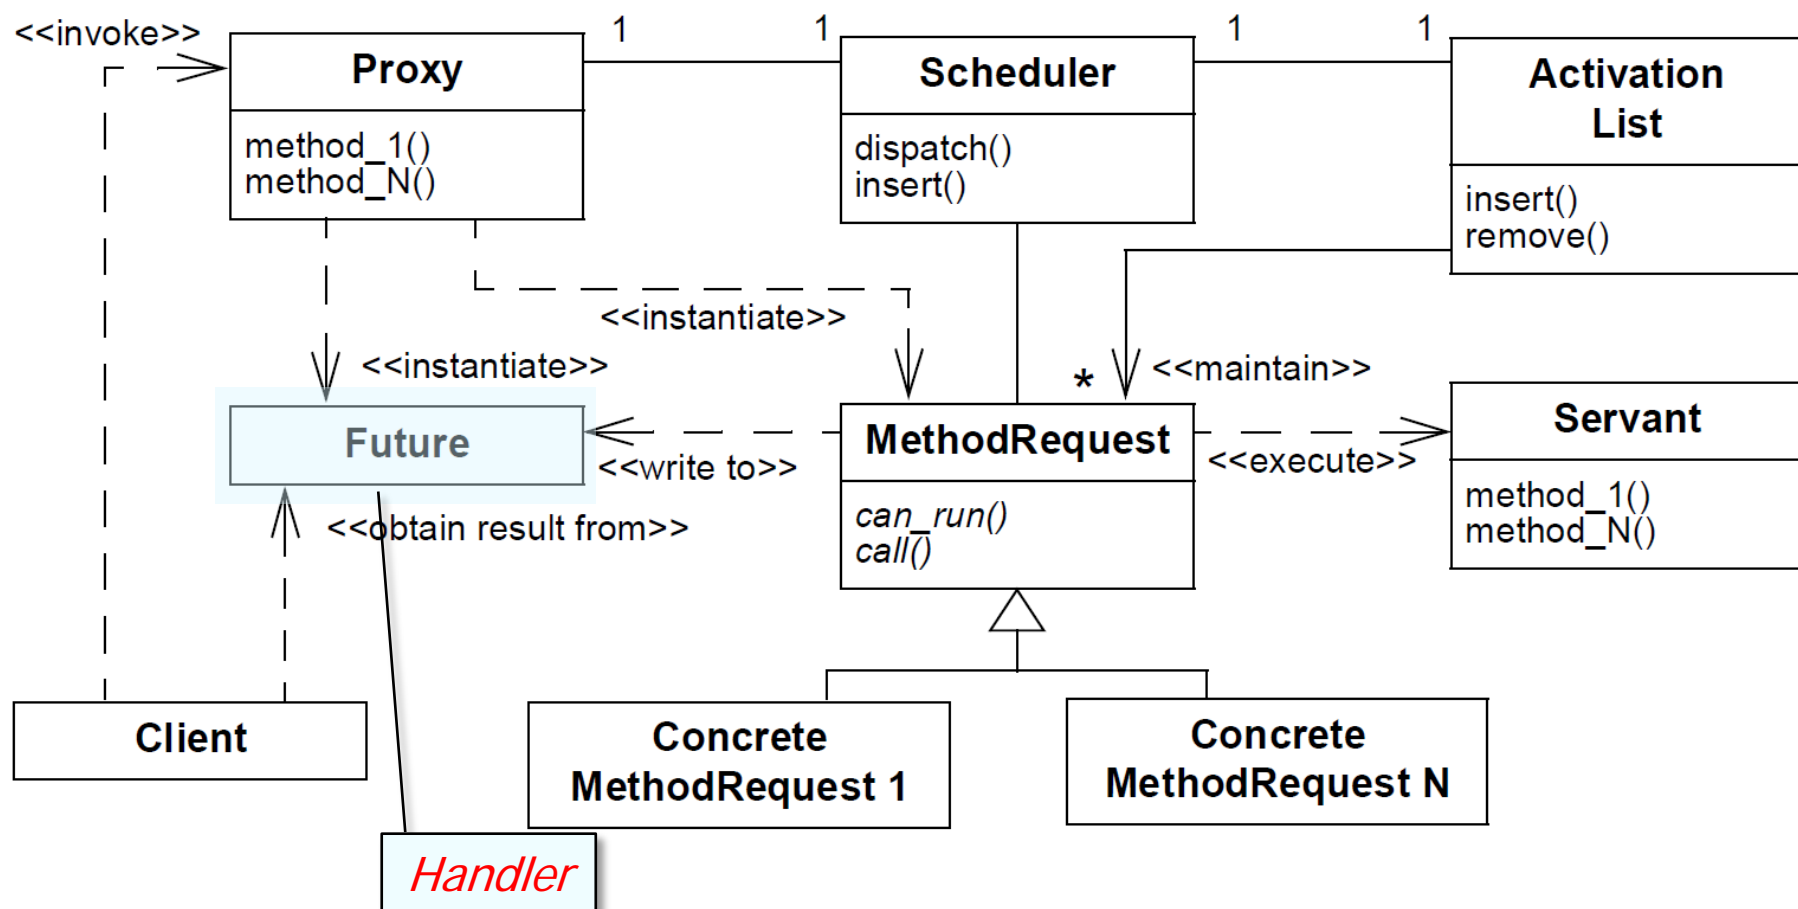 <<invoke>>
Proxy
method_1()
method_N()
1
1
Scheduler
dispatch()
insert()
1
1
Activation
List
insert()
remove()
<<instantiate>>
<<instantiate>>
*
<<maintain>>
Future
<<write to>>
MethodRequest
can_run()
call()
<<execute>>
Servant
method_1()
method_N()
<<obtain result from>>
Client
Concrete
MethodRequest 1
Concrete
MethodRequest N
Handler